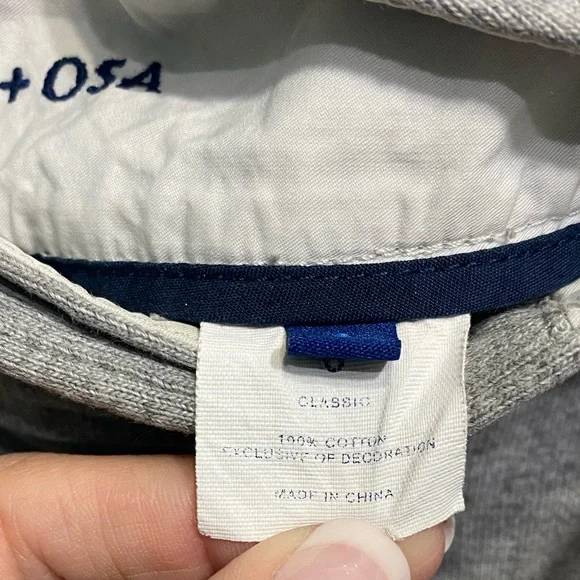 + OSA
CLASSIC
100% COTTON
EXCLUSIVE OF DECORATION
MADE IN CHINA